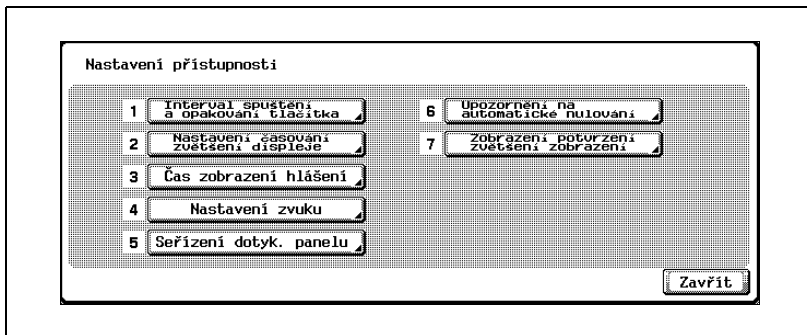 Nastavení přístupnosti
1 Interval spuštění
a opakování tlačítka
2 Nastavení časování
zvětšení displeje
3 Čas zobrazení hlášení
4 Nastavení zvuku
5 Seřízení dotyk. panelu
6 Upozornění na
automatické nulování
7 Zobrazení potvrzení
zvětšení zobrazení
Zavřít